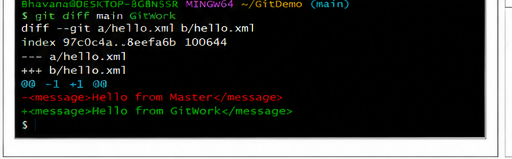 Bhavana@DESKTOP-8GBNSSR MINGW64 ~/GitDemo (main)
$ git diff main GitWork
diff --git a/hello.xml b/hello.xml
index 97c0c4a..8eefa6b 100644
--- a/hello.xml
+++ b/hello.xml
@@ -1 +1 @@
-<message>Hello from Master</message>
+<message>Hello from GitWork</message>
$